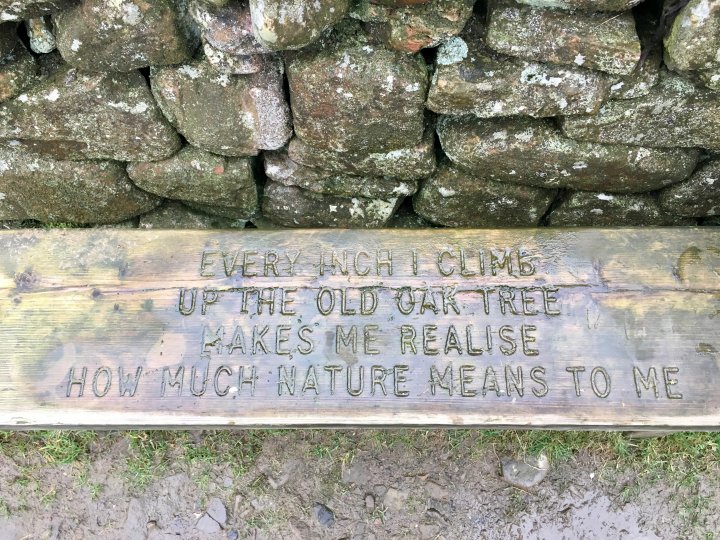 EVERY INCH I CLIMB
UP THE OLD OAK TREE
MAKES ME REALISE
HOW MUCH NATURE MEANS TO ME